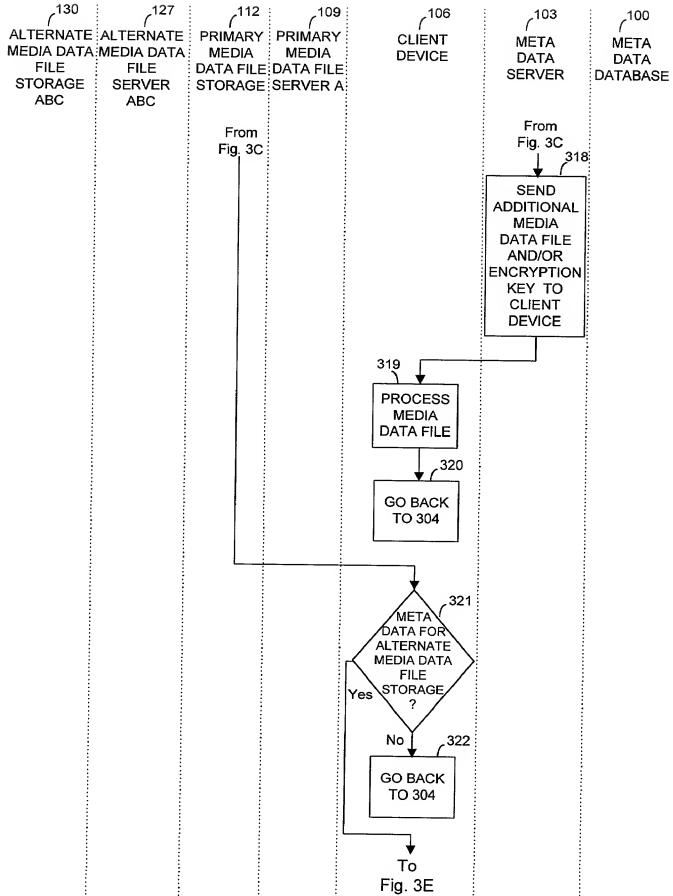 130
ALTERNATE
MEDIA DATA
FILE
STORAGE
ABC
127
ALTERNATE
MEDIA DATA
FILE
SERVER
ABC
112
PRIMARY
MEDIA
DATA FILE
STORAGE
109
PRIMARY
MEDIA
DATA FILE
SERVER A
106
CLIENT
DEVICE
103
META
DATA
SERVER
100
META
DATA
DATABASE
From
Fig. 3C
From
Fig. 3C
318
SEND
ADDITIONAL
MEDIA
DATA FILE
AND/OR
ENCRYPTION
KEY TO
CLIENT
DEVICE
319
PROCESS
MEDIA
DATA FILE
320
GO BACK
TO 304
321
META
DATA FOR
ALTERNATE
MEDIA DATA
FILE
STORAGE
?
Yes
No
322
GO BACK
TO 304
To
Fig. 3E